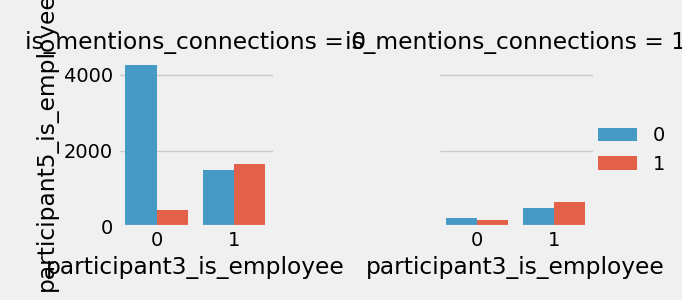 is_mentions_connections = 0
is_mentions_connections = 1
participant5_is_employee
4000
2000
0
0
1
0
1
participant3_is_employee
participant3_is_employee
0
1